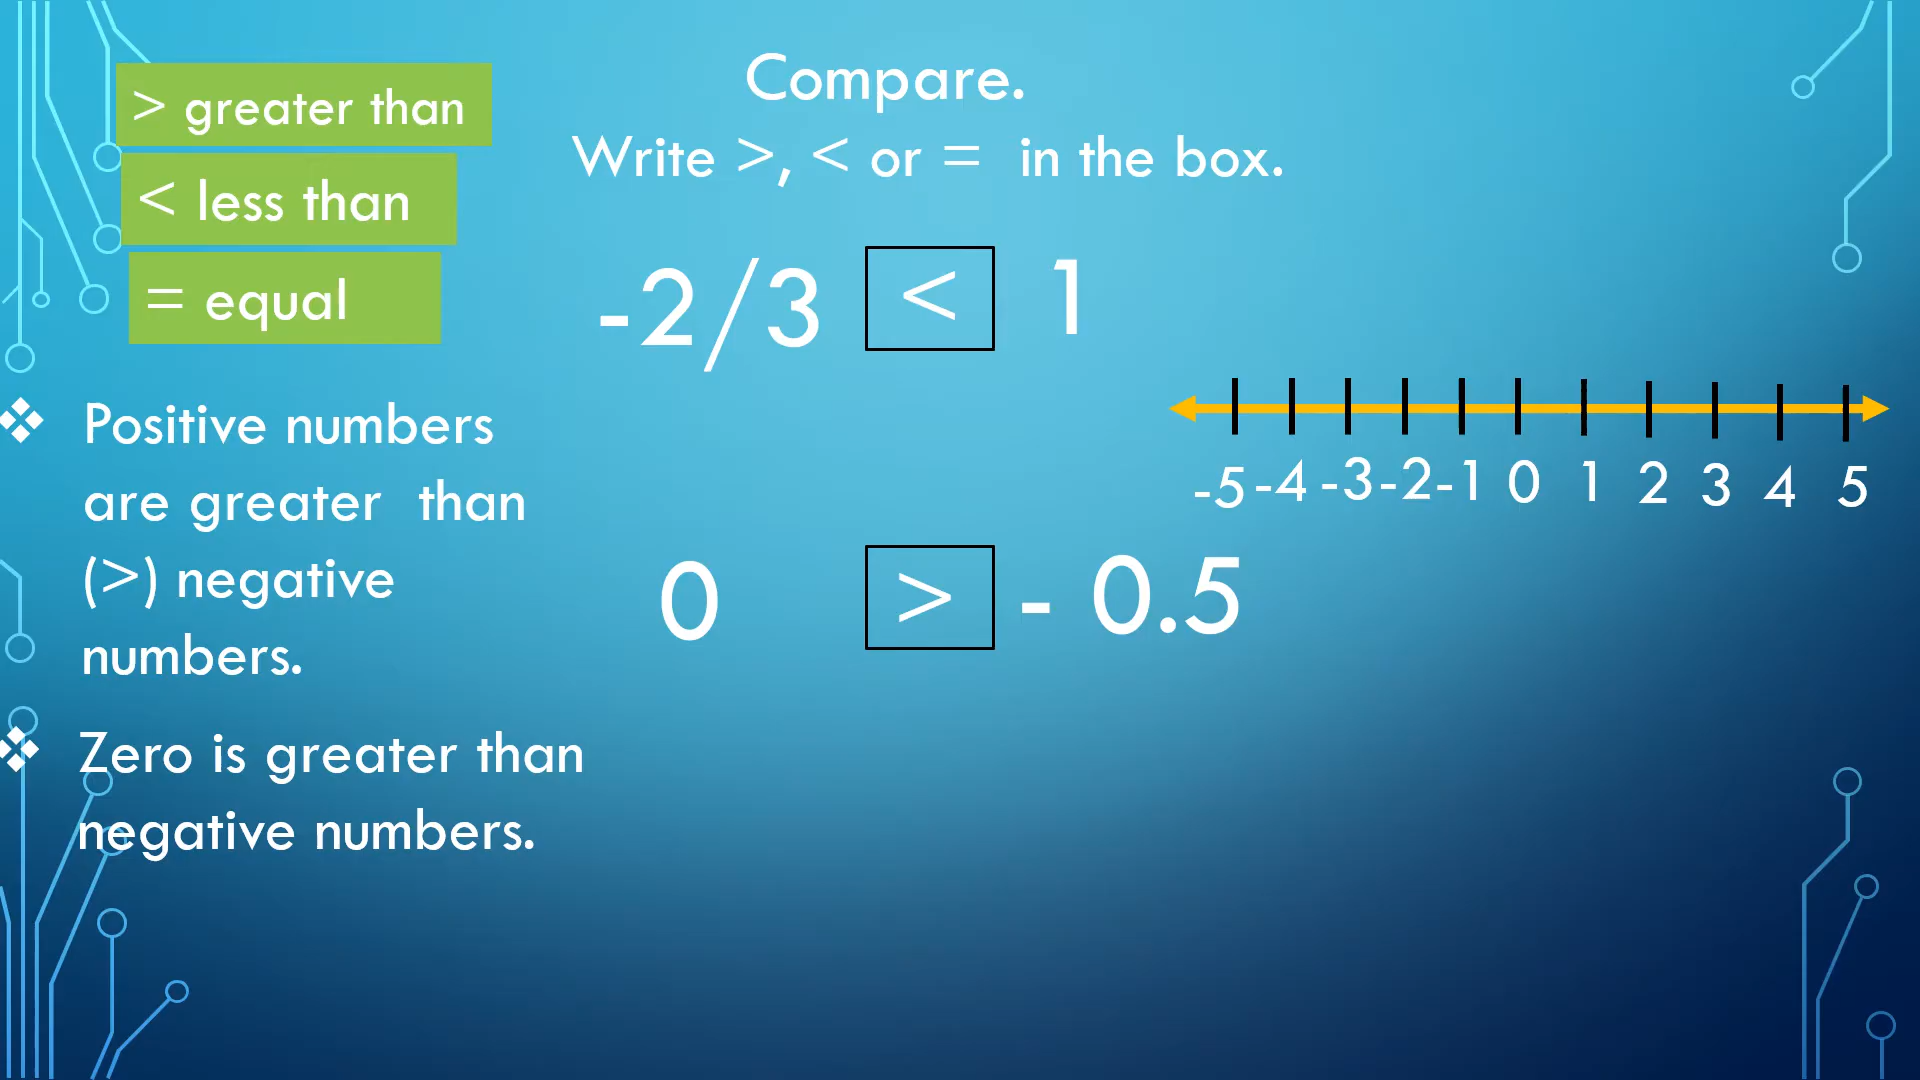 > greater than
< less than
= equal
Compare.
Write >, < or = in the box.
-2/3 < 1
-5 -4 -3 -2 -1 0 1 2 3 4 5
0 > - 0.5
Positive numbers
are greater than
(>) negative
numbers.
Zero is greater than
negative numbers.